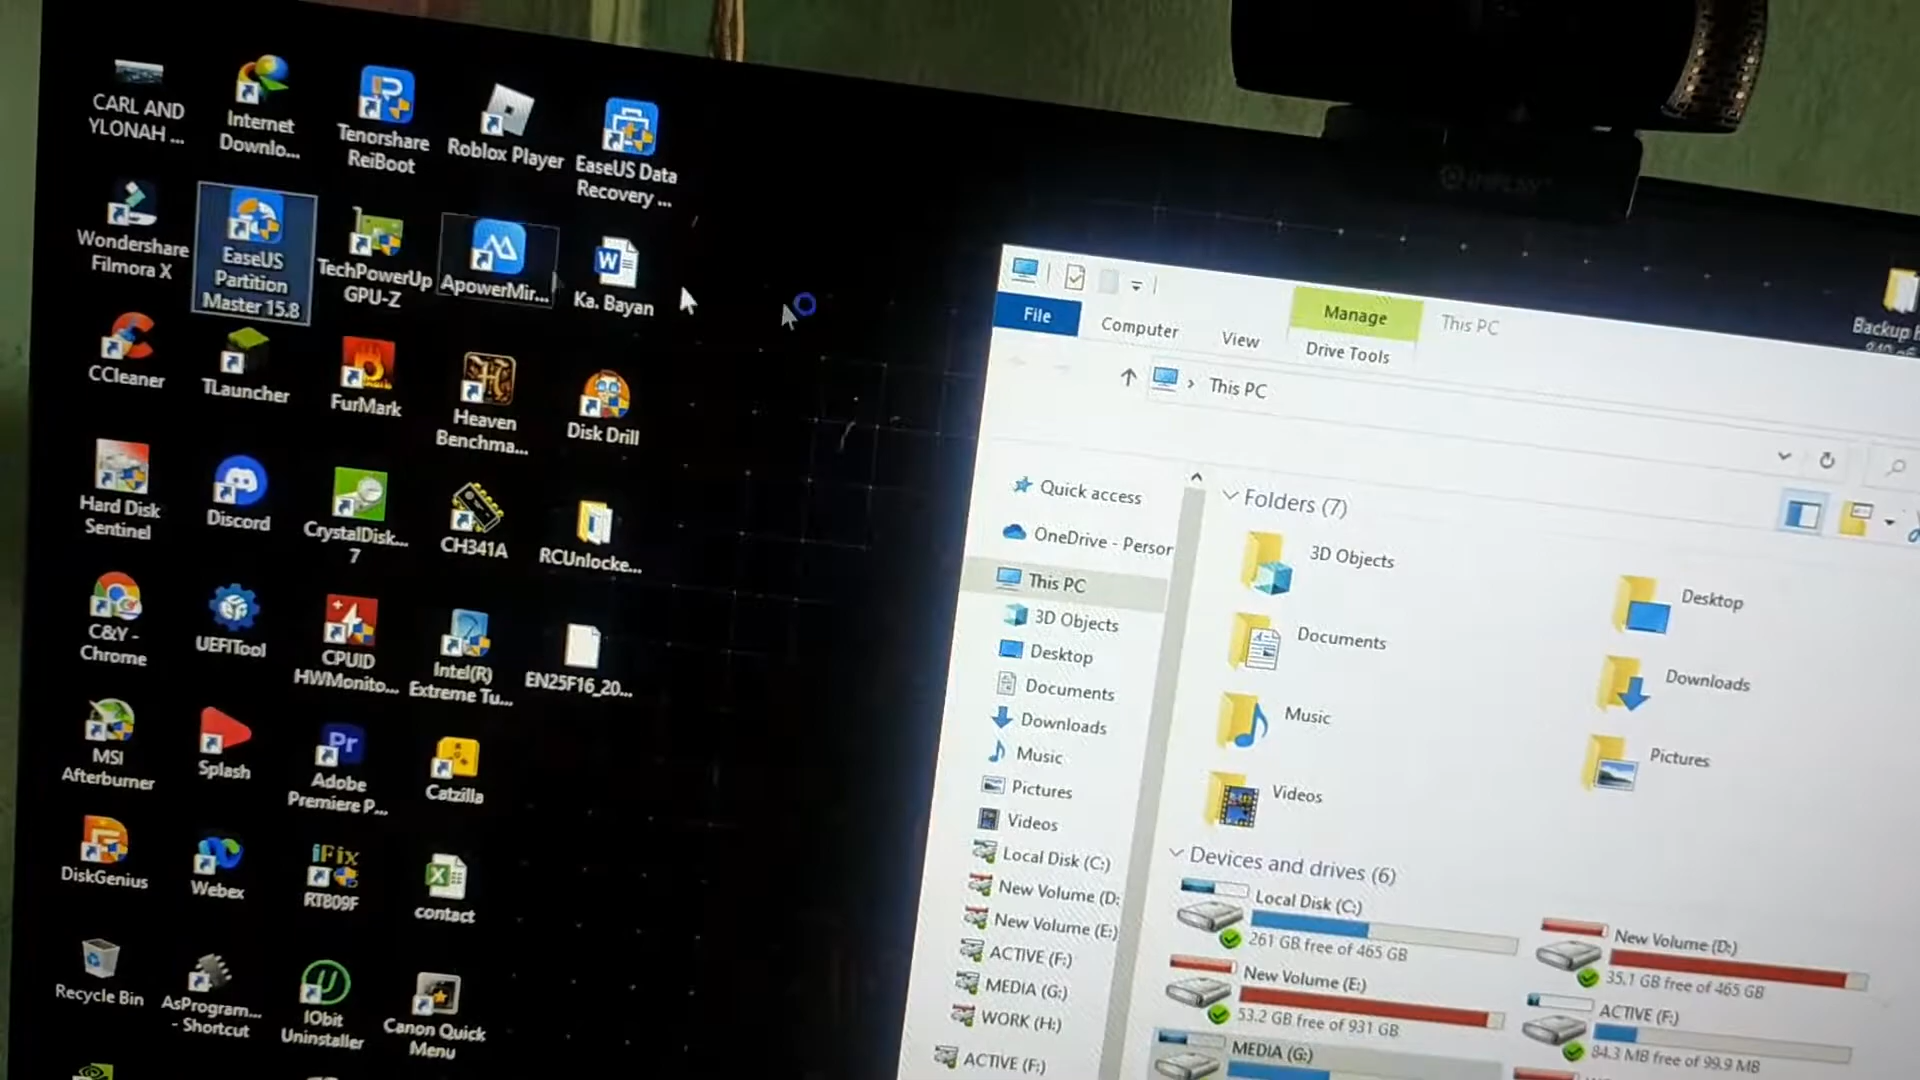 CARL AND
YLONAH ...
Internet
Downlo...
Tenorshare
ReiBoot
Roblox Player
EaseUS Data
Recovery ...
Wondershare
Filmora X
EaseUS
Partition
Master 15.8
TechPowerUp
GPU-Z
ApowerMir...
W
Ka. Bayan
CCleaner
TLauncher
FurMark
Heaven
Benchma...
Disk Drill
Hard Disk
Sentinel
Discord
CrystalDisk...
7
CH341A
RCUnlocke...
C&Y -
Chrome
UEFITool
CPUID
HWMonito...
Intel(R)
Extreme Tu...
EN25F16_20...
MSI
Afterburner
Splash
Pr
Adobe
Premiere P...
Catzilla
DiskGenius
Webex
iFix
RT809F
X
contact
Recycle Bin
AsProgram...
- Shortcut
IObit
Uninstaller
Canon Quick
Menu
Backup
File
Computer
View
Manage
Drive Tools
This PC
This PC
Quick access
OneDrive - Person
This PC
3D Objects
Desktop
Documents
Downloads
Music
Pictures
Videos
Local Disk (C:)
New Volume (D:
New Volume (E:)
ACTIVE (F:)
MEDIA (G:)
WORK (H:)
ACTIVE (F:)
Folders (7)
3D Objects
Desktop
Documents
Downloads
Music
Pictures
Videos
Devices and drives (6)
Local Disk (C:)
261 GB free of 465 GB
New Volume (D:)
35.1 GB free of 465 GB
New Volume (E:)
53.2 GB free of 931 GB
ACTIVE (F:)
84.3 MB free of 99.9 MB
MEDIA (G:)